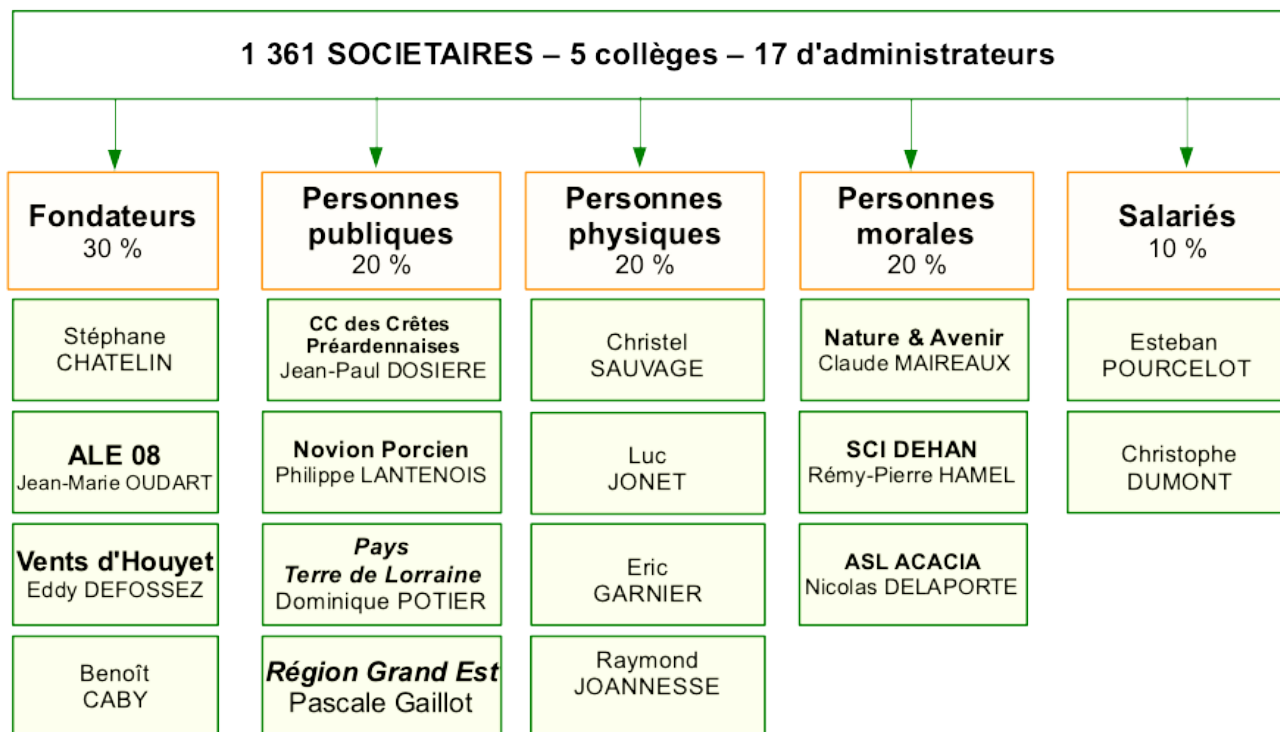 1 361 SOCIETAIRES – 5 collèges – 17 d'administrateurs
Fondateurs
30 %
Stéphane
CHATELIN
ALE 08
Jean-Marie OUDART
Vents d'Houyet
Eddy DEFOSSEZ
Benoît
CABY
Personnes
publiques
20 %
CC des Crêtes
Préardennaises
Jean-Paul DOSIERE
Novion Porcien
Philippe LANTENOIS
Pays
Terre de Lorraine
Dominique POTIER
Région Grand Est
Pascale Gaillot
Personnes
physiques
20 %
Christel
SAUVAGE
Luc
JONET
Eric
GARNIER
Raymond
JOANNESSE
Personnes
morales
20 %
Nature & Avenir
Claude MAIREAUX
SCI DEHAN
Rémy-Pierre HAMEL
ASL ACACIA
Nicolas DELAPORTE
Salariés
10 %
Esteban
POURCELOT
Christophe
DUMONT